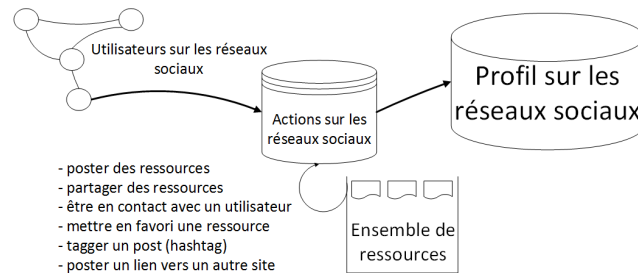 Utilisateurs sur les réseaux
sociaux
Actions sur les
réseaux sociaux
Profil sur les
réseaux sociaux
- poster des ressources
- partager des ressources
- être en contact avec un utilisateur
- mettre en favori une ressource
- tagger un post (hashtag)
- poster un lien vers un autre site
Ensemble de
ressources